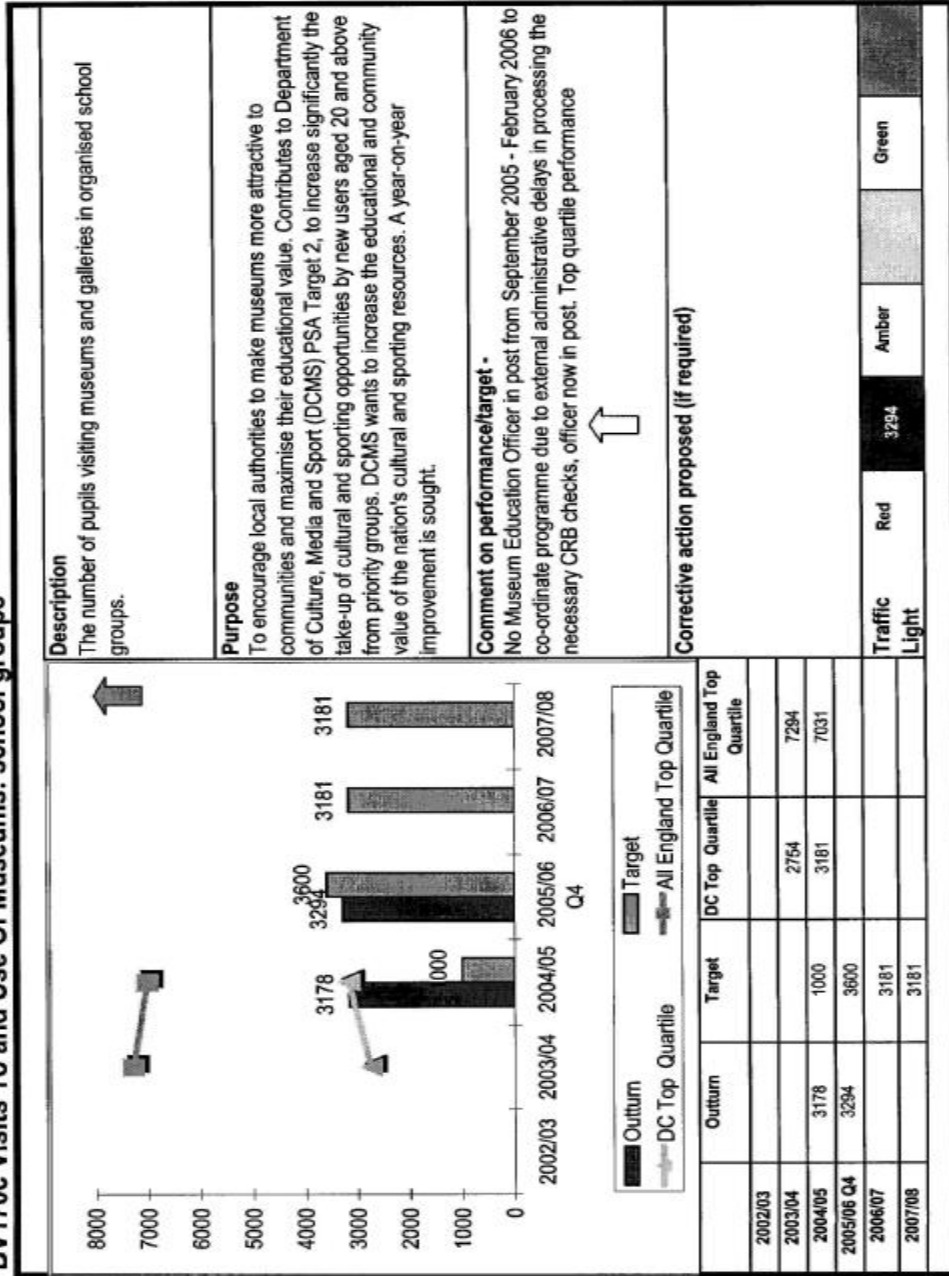 Description
The number of pupils visiting museums and galleries in organised school
groups.
Purpose
To encourage local authorities to make museums more attractive to
communities and maximise their educational value. Contributes to Department
of Culture, Media and Sport (DCMS) PSA Target 2, to increase significantly the
take-up of cultural and sporting opportunities by new users aged 20 and above
from priority groups. DCMS wants to increase the educational and community
value of the nation's cultural and sporting resources. A year-on-year
improvement is sought.
Comment on performance/target -
No Museum Education Officer in post from September 2005 - February 2006 to
co-ordinate programme due to external administrative delays in processing the
necessary CRB checks, officer now in post. Top quartile performance
Corrective action proposed (if required)
Traffic Light Red 3294 Amber Green
8000
7000
6000
5000
4000
3000
2000
1000
0
3178
000
3294
3600
3181
3181
2002/03 2003/04 2004/05 2005/06 2006/07 2007/08
Q4
Outturn Target
DC Top Quartile All England Top Quartile
Outturn Target DC Top Quartile All England Top Quartile
2002/03
2003/04 2754 7294
2004/05 3178 1000 3181 7031
2005/06 Q4 3294 3600
2006/07 3181
2007/08 3181